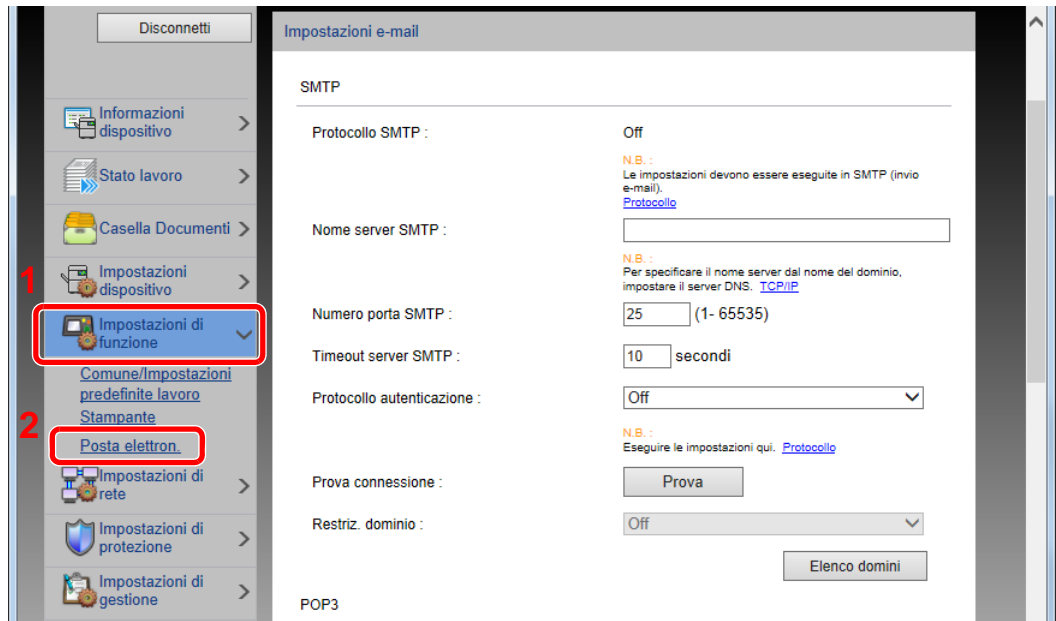 Disconnetti
Informazioni
dispositivo
Stato lavoro
Casella Documenti
1
Impostazioni
dispositivo
Impostazioni di
funzione
Comune/Impostazioni
predefinite lavoro
Stampante
2
Posta elettron.
Impostazioni di
rete
Impostazioni di
protezione
Impostazioni di
gestione
Impostazioni e-mail
SMTP
Protocollo SMTP :
Off
N.B. :
Le impostazioni devono essere eseguite in SMTP (invio
e-mail).
Protocollo
Nome server SMTP :
N.B. :
Per specificare il nome server dal nome del dominio,
impostare il server DNS. TCP/IP
Numero porta SMTP :
25 (1- 65535)
Timeout server SMTP :
10 secondi
Protocollo autenticazione :
Off
N.B. :
Eseguire le impostazioni qui. Protocollo
Prova connessione :
Prova
Restriz. dominio :
Off
Elenco domini
POP3